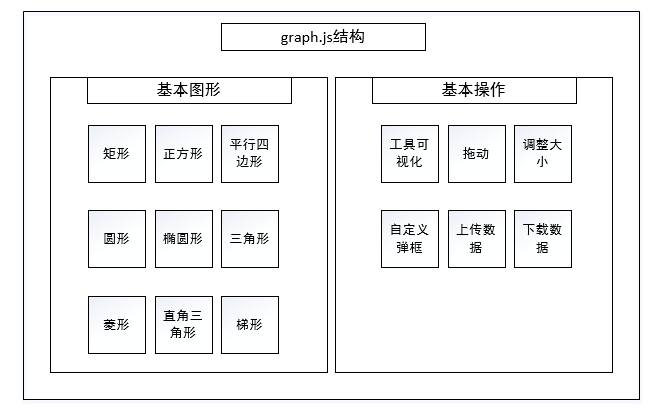 graph.js结构
基本图形
矩形
正方形
平行四
边形
圆形
椭圆形
三角形
菱形
直角三
角形
梯形
基本操作
工具可
视化
拖动
调整大
小
自定义
弹框
上传数
据
下载数
据